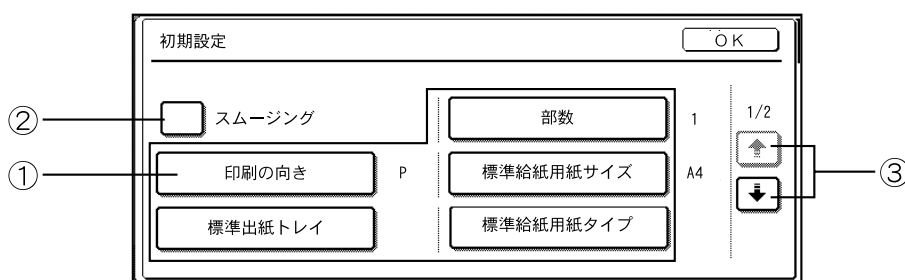 初期設定
OK
② スムージング
部数 1
1/2
① 印刷の向き P
標準給紙用紙サイズ A4
③
標準出紙トレイ
標準給紙用紙タイプ